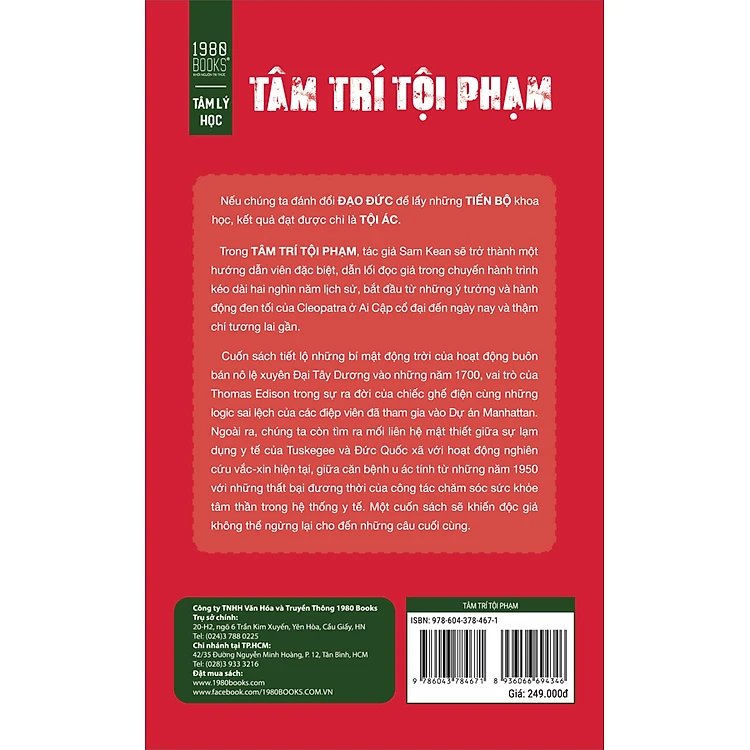 1980
BOOKS®
KHƠI NGUỒN TRI THỨC
TÂM LÝ
HỌC
TÂM TRÍ TỘI PHẠM
Nếu chúng ta đánh đổi ĐẠO ĐỨC để lấy những TIẾN BỘ khoa
học, kết quả đạt được chỉ là TỘI ÁC.
Trong TÂM TRÍ TỘI PHẠM, tác giả Sam Kean sẽ trở thành một
hướng dẫn viên đặc biệt, dẫn lối đọc giả trong chuyến hành trình
kéo dài hai nghìn năm lịch sử, bắt đầu từ những ý tưởng và hành
động đen tối của Cleopatra ở Ai Cập cổ đại đến ngày nay và thậm
chí tương lai gần.
Cuốn sách tiết lộ những bí mật động trời của hoạt động buôn
bán nô lệ xuyên Đại Tây Dương vào những năm 1700, vai trò của
Thomas Edison trong sự ra đời của chiếc ghế điện cùng những
logic sai lệch của các điệp viên đã tham gia vào Dự án Manhattan.
Ngoài ra, chúng ta còn tìm ra mối liên hệ mật thiết giữa sự lạm
dụng y tế của Tuskegee và Đức Quốc xã với hoạt động nghiên
cứu vắc-xin hiện tại, giữa căn bệnh u ác tính từ những năm 1950
với những thất bại đương thời của công tác chăm sóc sức khỏe
tâm thần trong hệ thống y tế. Một cuốn sách sẽ khiến độc giả
không thể ngừng lại cho đến những câu cuối cùng.
Công ty TNHH Văn Hóa và Truyền Thông 1980 Books
Trụ sở chính:
20-H2, ngõ 6 Trần Kim Xuyến, Yên Hòa, Cầu Giấy, HN
Tel: (024)3 788 0225
Chi nhánh tại TP.HCM:
42/35 Đường Nguyễn Minh Hoàng, P. 12, Tân Bình, HCM
Tel: (028)3 933 3216
Đặt mua sách:
www.1980books.com
www.facebook.com/1980BOOKS.COM.VN
TÂM TRÍ TỘI PHẠM
ISBN: 978-604-378-467-1
9 786043 784671
8 936066 694346
Giá: 249.000đ